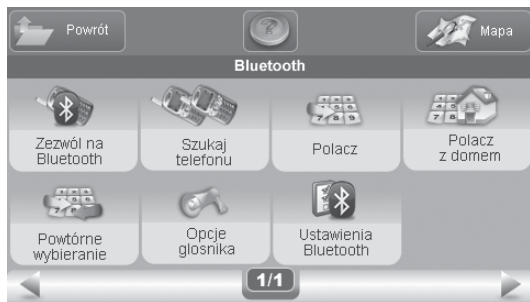 Powrót
?
Mapa
Bluetooth
Zezwól na
Bluetooth
Szukaj
telefonu
Polacz
Polacz
z domem
Powtórne
wybieranie
Opcje
glosnika
Ustawienia
Bluetooth
1/1